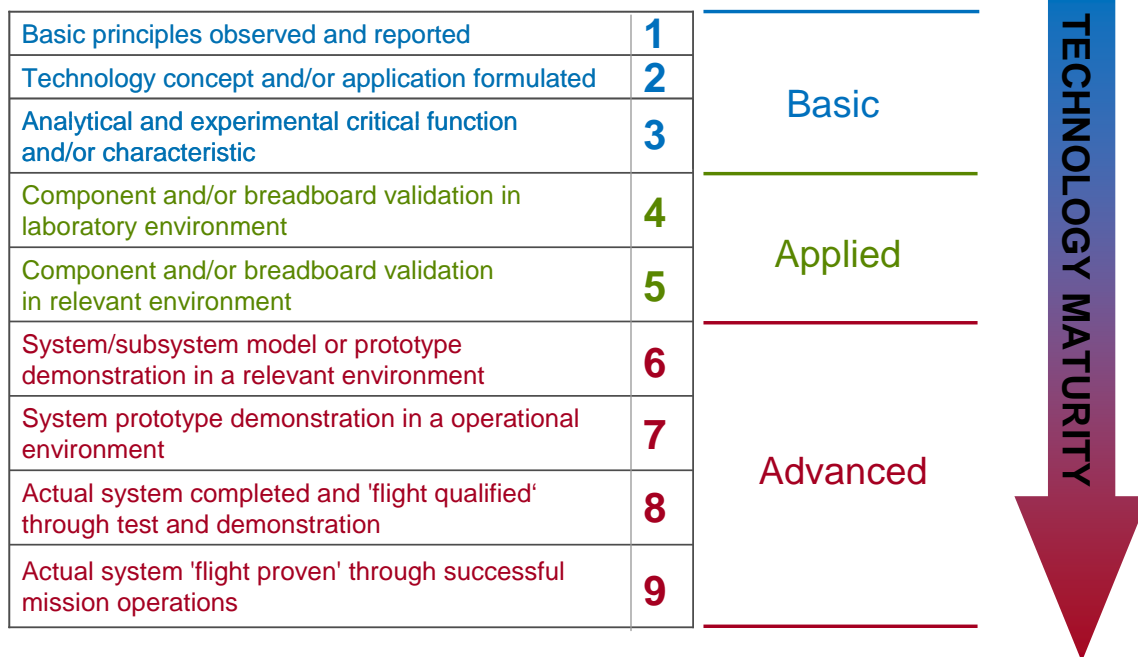 Basic principles observed and reported 1
Technology concept and/or application formulated 2
Analytical and experimental critical function
and/or characteristic
3
Basic
Component and/or breadboard validation in
laboratory environment
4
Component and/or breadboard validation
in relevant environment
5
Applied
System/subsystem model or prototype
demonstration in a relevant environment
6
System prototype demonstration in a operational
environment
7
Actual system completed and 'flight qualified‘
through test and demonstration
8
Actual system 'flight proven' through successful
mission operations
9
Advanced
TECHNOLOGY MATURITY